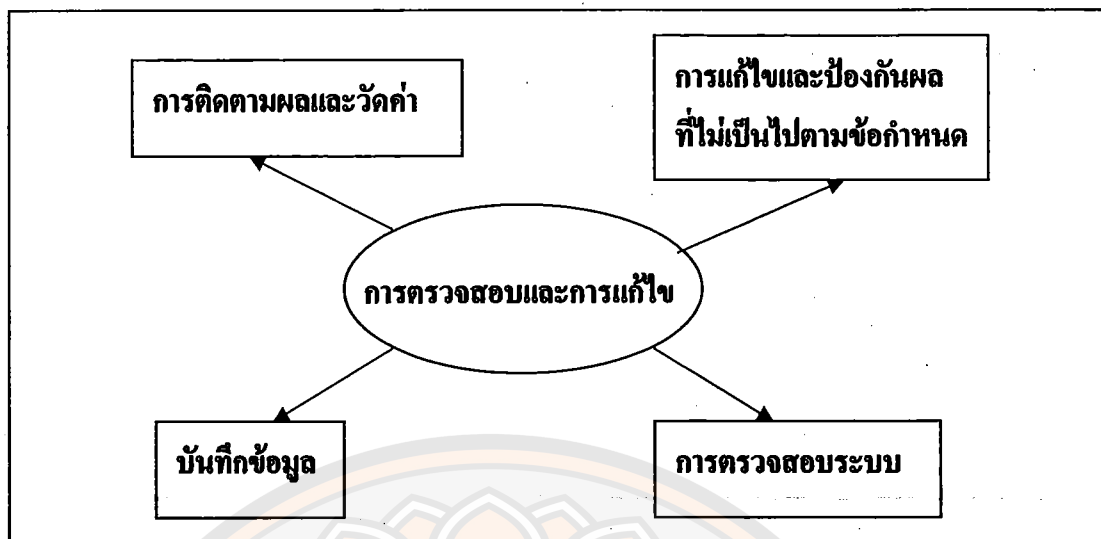 การติดตามผลและวัดค่า
การแก้ไขและป้องกันผล
ที่ไม่เป็นไปตามข้อกำหนด
การตรวจสอบและการแก้ไข
บันทึกข้อมูล
การตรวจสอบระบบ